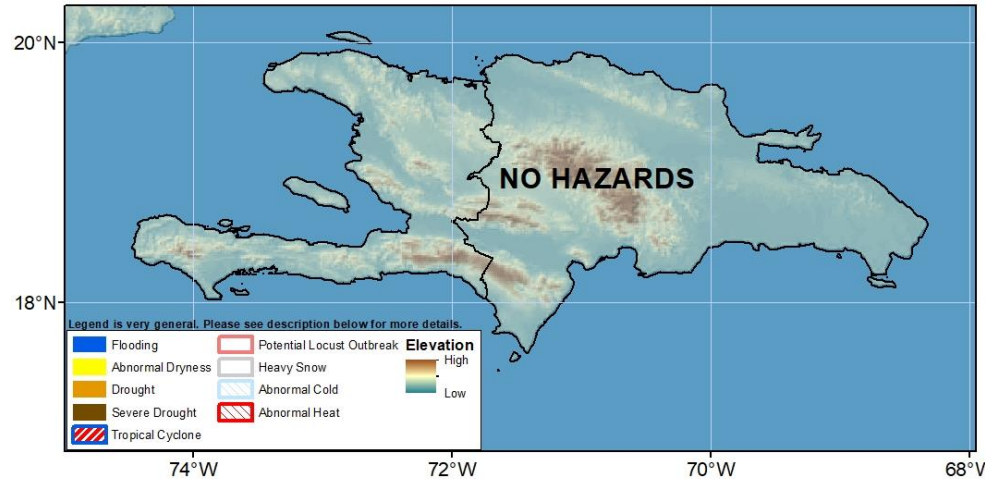 20°N
NO HAZARDS
18°N
Legend is very general. Please see description below for more details.
Flooding
Potential Locust Outbreak
Elevation
Abnormal Dryness
Heavy Snow
High
Drought
Abnormal Cold
Low
Severe Drought
Abnormal Heat
Tropical Cyclone
74°W
72°W
70°W
68°W